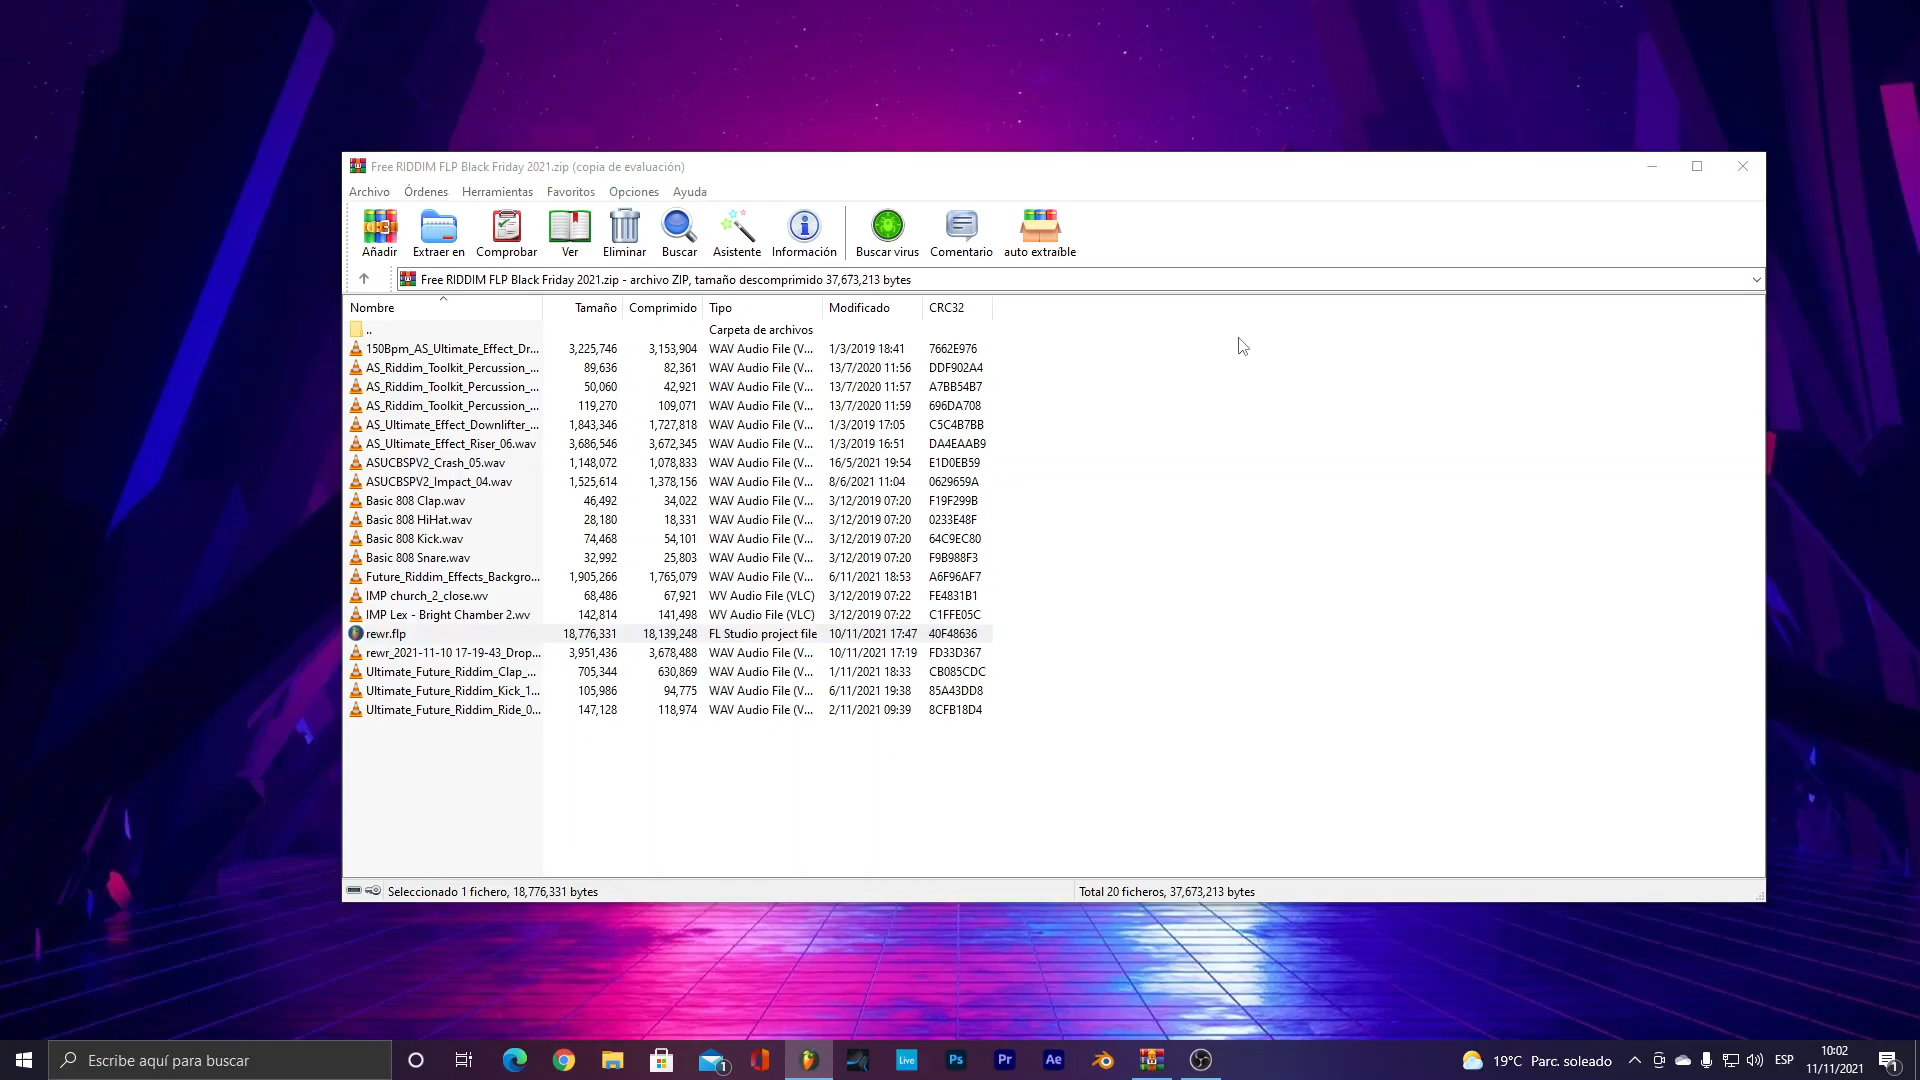 Free RIDDIM FLP Black Friday 2021.zip (copia de evaluación)
Archivo Órdenes Herramientas Favoritos Opciones Ayuda
Añadir Extraer en Comprobar Ver Eliminar Buscar Asistente Información Buscar virus Comentario auto extraíble
Free RIDDIM FLP Black Friday 2021.zip - archivo ZIP, tamaño descomprimido 37,673,213 bytes
Nombre Tamaño Comprimido Tipo Modificado CRC32
.. Carpeta de archivos
150Bpm_AS_Ultimate_Effect_Dr... 3,225,746 3,153,904 WAV Audio File (V... 1/3/2019 18:41 7662E976
AS_Riddim_Toolkit_Percussion_... 89,636 82,361 WAV Audio File (V... 13/7/2020 11:56 DDF902A4
AS_Riddim_Toolkit_Percussion_... 50,060 42,921 WAV Audio File (V... 13/7/2020 11:57 A7BB54B7
AS_Riddim_Toolkit_Percussion_... 119,270 109,071 WAV Audio File (V... 13/7/2020 11:59 696DA708
AS_Ultimate_Effect_Downlifter_... 1,843,346 1,727,818 WAV Audio File (V... 1/3/2019 17:05 C5C4B7BB
AS_Ultimate_Effect_Riser_06.wav 3,686,546 3,672,345 WAV Audio File (V... 1/3/2019 16:51 DA4EAAB9
ASUCBSPV2_Crash_05.wav 1,148,072 1,078,833 WAV Audio File (V... 16/5/2021 19:54 E1D0EB59
ASUCBSPV2_Impact_04.wav 1,525,614 1,378,156 WAV Audio File (V... 8/6/2021 11:04 0629659A
Basic 808 Clap.wav 46,492 34,022 WAV Audio File (V... 3/12/2019 07:20 F19F299B
Basic 808 HiHat.wav 28,180 18,331 WAV Audio File (V... 3/12/2019 07:20 0233E48F
Basic 808 Kick.wav 74,468 54,101 WAV Audio File (V... 3/12/2019 07:20 64C9EC80
Basic 808 Snare.wav 32,992 25,803 WAV Audio File (V... 3/12/2019 07:20 F9B988F3
Future_Riddim_Effects_Backgro... 1,905,266 1,765,079 WAV Audio File (V... 6/11/2021 18:53 A6F96AF7
IMP church_2_close.wv 68,486 67,921 WV Audio File (VLC) 3/12/2019 07:22 FE4831B1
IMP Lex - Bright Chamber 2.wv 142,814 141,498 WV Audio File (VLC) 3/12/2019 07:22 C1FFE05C
rewr.flp 18,776,331 18,139,248 FL Studio project file 10/11/2021 17:47 40F48636
rewr_2021-11-10 17-19-43_Drop... 3,951,436 3,678,488 WAV Audio File (V... 10/11/2021 17:19 FD33D367
Ultimate_Future_Riddim_Clap_... 705,344 630,869 WAV Audio File (V... 1/11/2021 18:33 CB085CDC
Ultimate_Future_Riddim_Kick_1... 105,986 94,775 WAV Audio File (V... 6/11/2021 19:38 85A43DD8
Ultimate_Future_Riddim_Ride_0... 147,128 118,974 WAV Audio File (V... 2/11/2021 09:39 8CFB18D4
Seleccionado 1 fichero, 18,776,331 bytes Total 20 ficheros, 37,673,213 bytes
Escribe aquí para buscar 1 Live Ps Pr Ae 19°C Parc. soleado ESP 10:02 1
11/11/2021